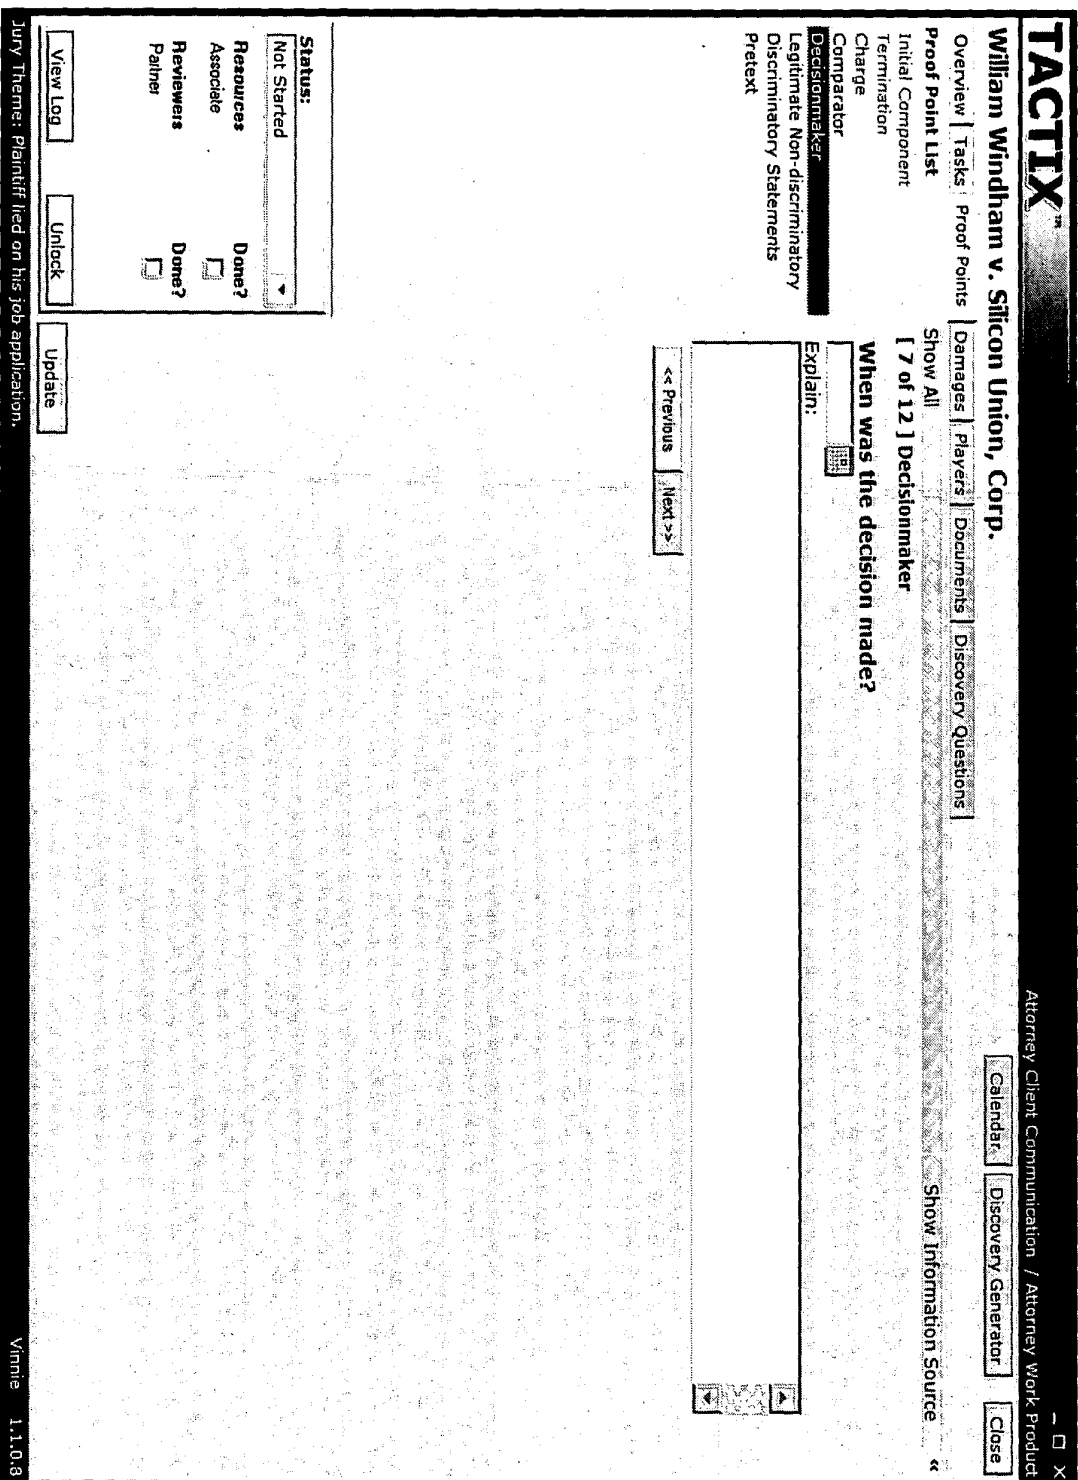 TACTIX™
Attorney Client Communication / Attorney Work Product
William Windham v. Silicon Union, Corp.
Calendar Discovery Generator Close
Overview Tasks Proof Points Damages Players Documents Discovery Questions
Proof Point List
Show All
Show Information Source «
Initial Component
Termination
Charge
Comparator
Decisionmaker
Legitimate Non-discriminatory
Discriminatory Statements
Pretext
[ 7 of 12 ] Decisionmaker
When was the decision made?
Explain:
<< Previous Next >>
Status:
Not Started
Resources Done?
Associate
Reviewers Done?
Partner
View Log Unlock
Update
Jury Theme: Plaintiff lied on his job application.
Vinnie 1.1.0.8